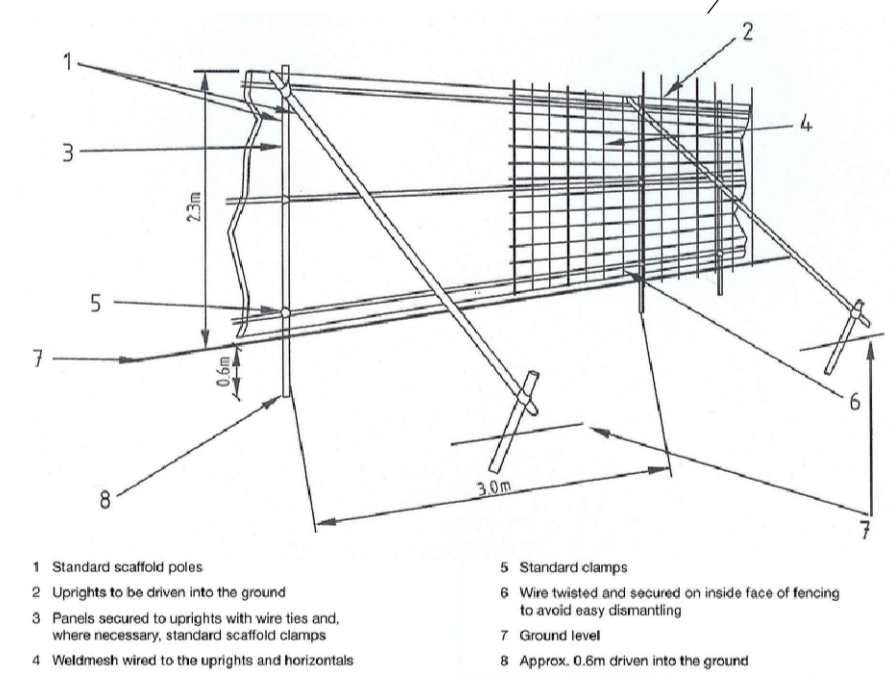 1
2
3
4
2.3m
5
7
0.6m
6
8
3.0m
7
1 Standard scaffold poles
2 Uprights to be driven into the ground
3 Panels secured to uprights with wire ties and,
where necessary, standard scaffold clamps
4 Weldmesh wired to the uprights and horizontals
5 Standard clamps
6 Wire twisted and secured on inside face of fencing
to avoid easy dismantling
7 Ground level
8 Approx. 0.6m driven into the ground